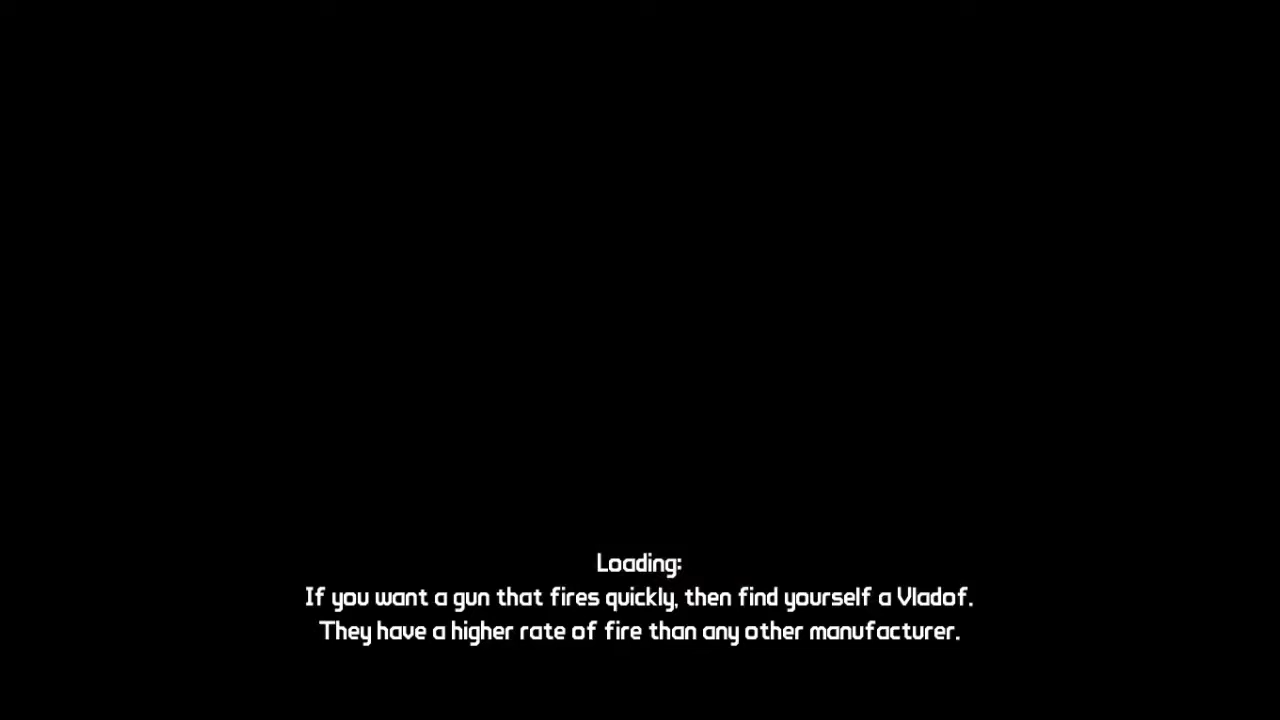 Loading:
If you want a gun that fires quickly, then find yourself a Vladof.
They have a higher rate of fire than any other manufacturer.